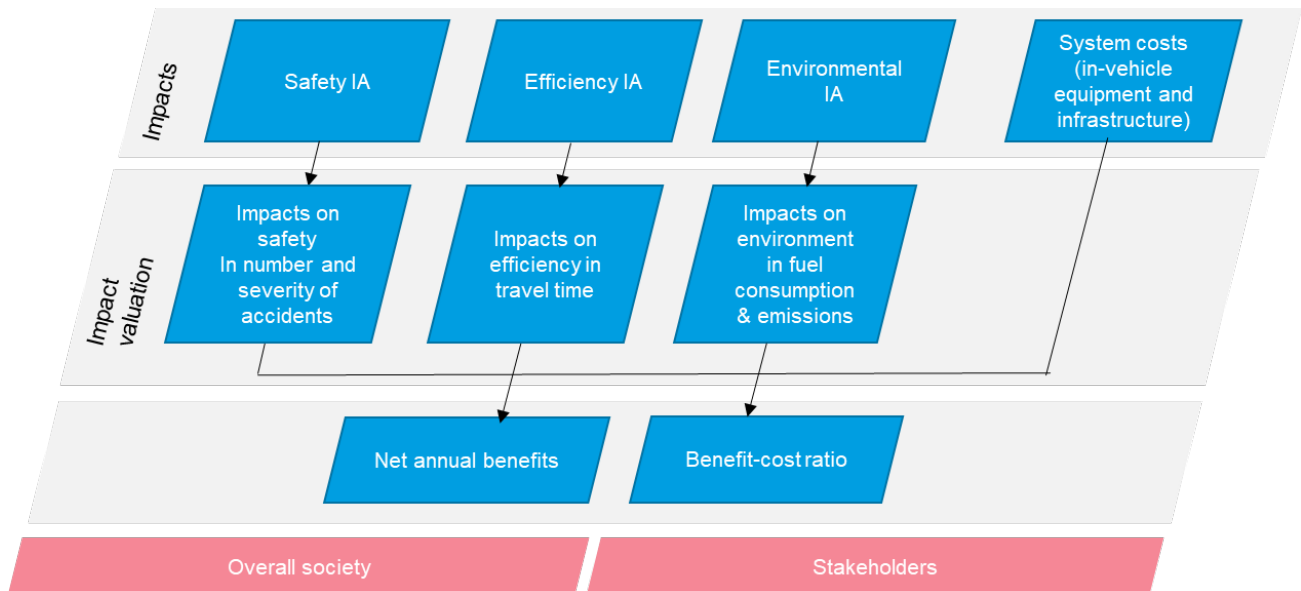 Impacts
Safety IA
Efficiency IA
Environmental
IA
System costs
(in-vehicle
equipment and
infrastructure)
Impact
valuation
Impacts on
safety
In number and
severity of
accidents
Impacts on
efficiency in
travel time
Impacts on
environment
in fuel
consumption
& emissions
Net annual benefits
Benefit-cost ratio
Overall society
Stakeholders